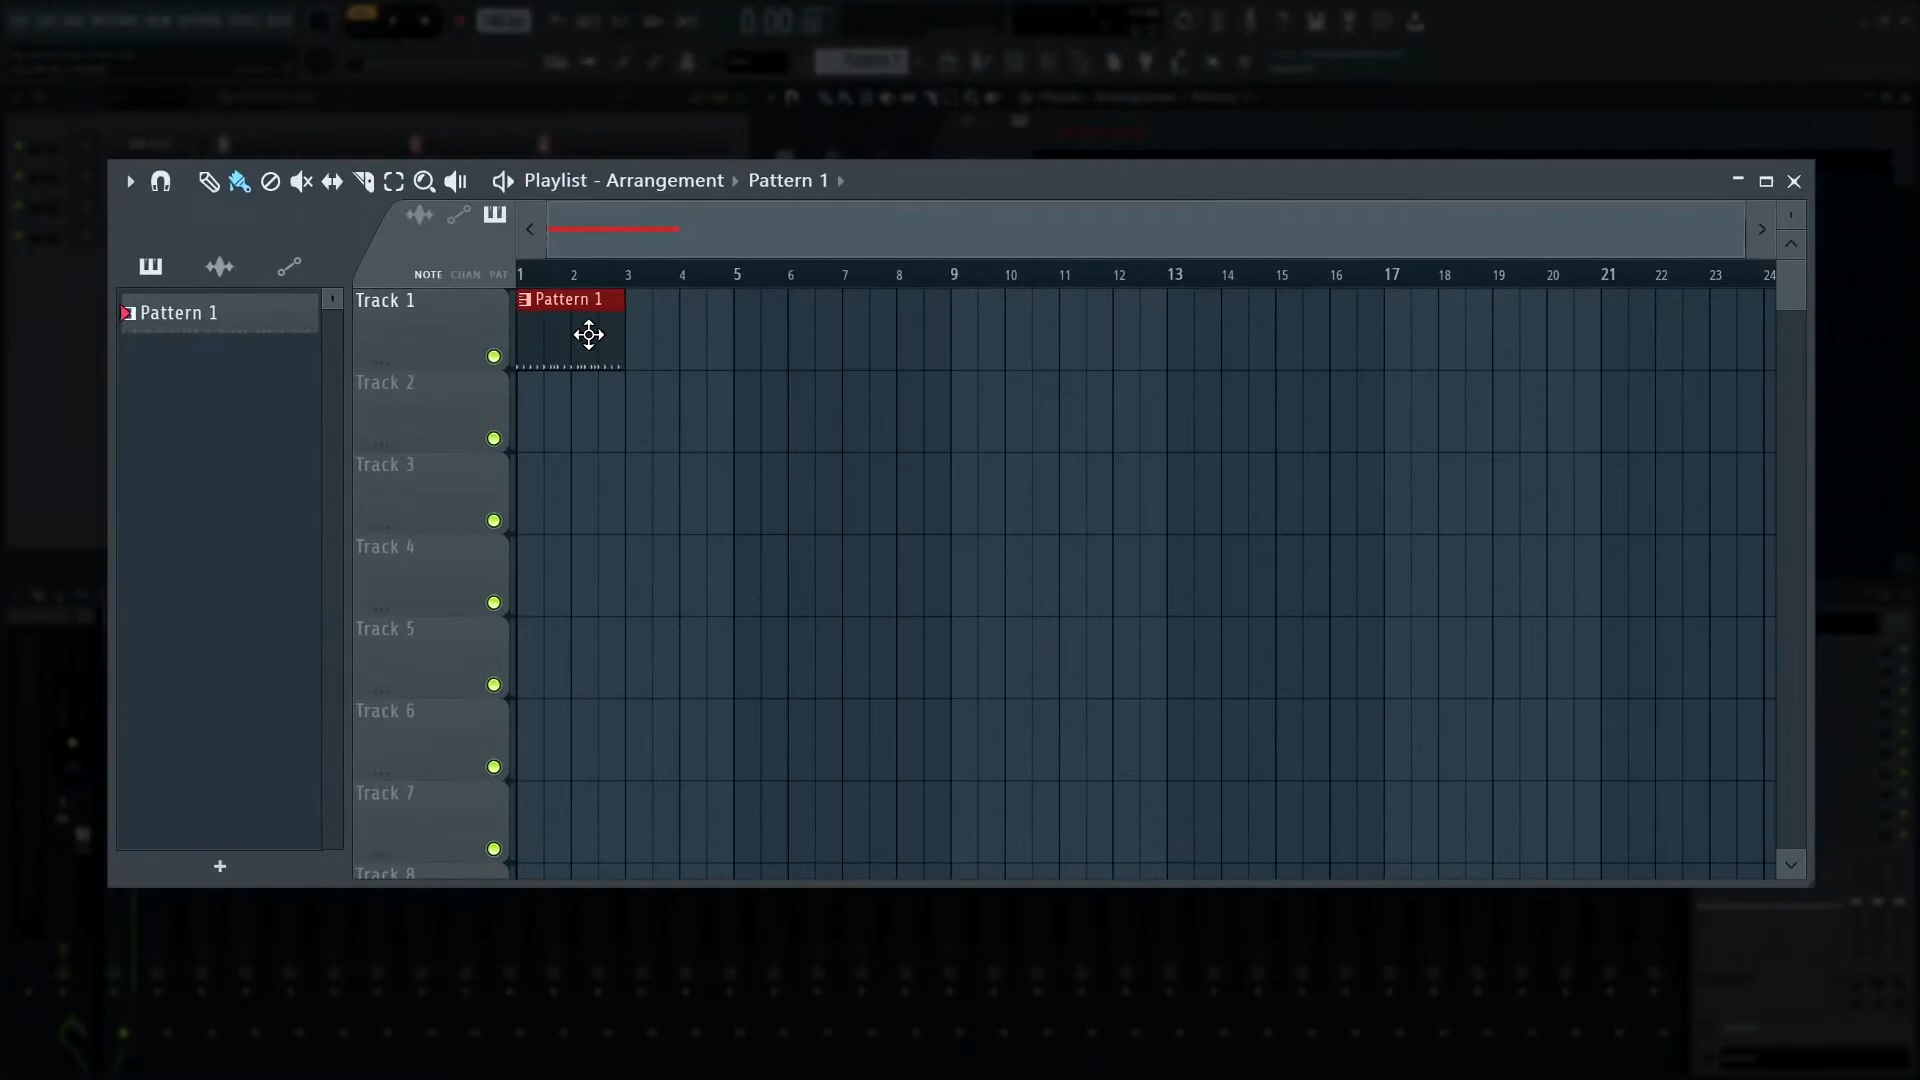 0:00
Playlist - Arrangement › Pattern 1 ›
NOTE CHAN PAT
1 2 3 4 5 6 7 8 9 10 11 12 13 14 15 16 17 18 19 20 21 22 23 24
Pattern 1
Track 1
Pattern 1
Track 2
Track 3
Track 4
Track 5
Track 6
Track 7
Track 8